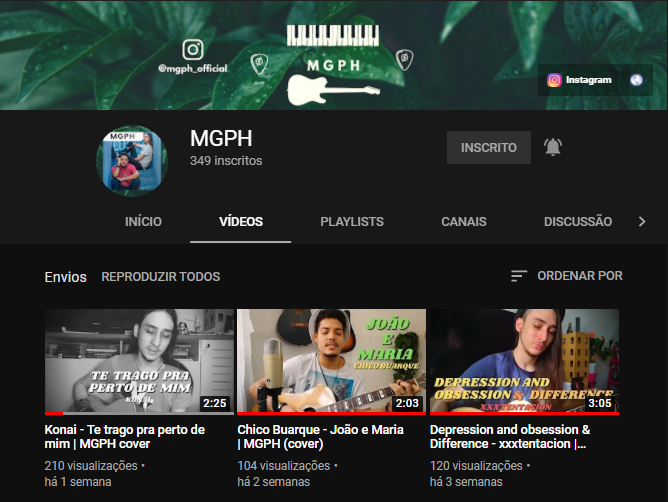 @mgph_official
MGPH
Instagram
MGPH
MGPH
349 inscritos
INSCRITO
INÍCIO
VÍDEOS
PLAYLISTS
CANAIS
DISCUSSÃO
Envios
REPRODUZIR TODOS
ORDENAR POR
TE TRAGO PRA
PERTO DE MIM
Konai
2:25
JOÃO
E
MARIA
CHICO BUARQUE
2:03
DEPRESSION AND
OBSESSION & DIFFERENCE
XXXTENTACION
3:05
Konai - Te trago pra perto de
mim | MGPH cover
210 visualizações •
há 1 semana
Chico Buarque - João e Maria
| MGPH (cover)
104 visualizações •
há 2 semanas
Depression and obsession &
Difference - xxxtentacion |...
120 visualizações •
há 3 semanas